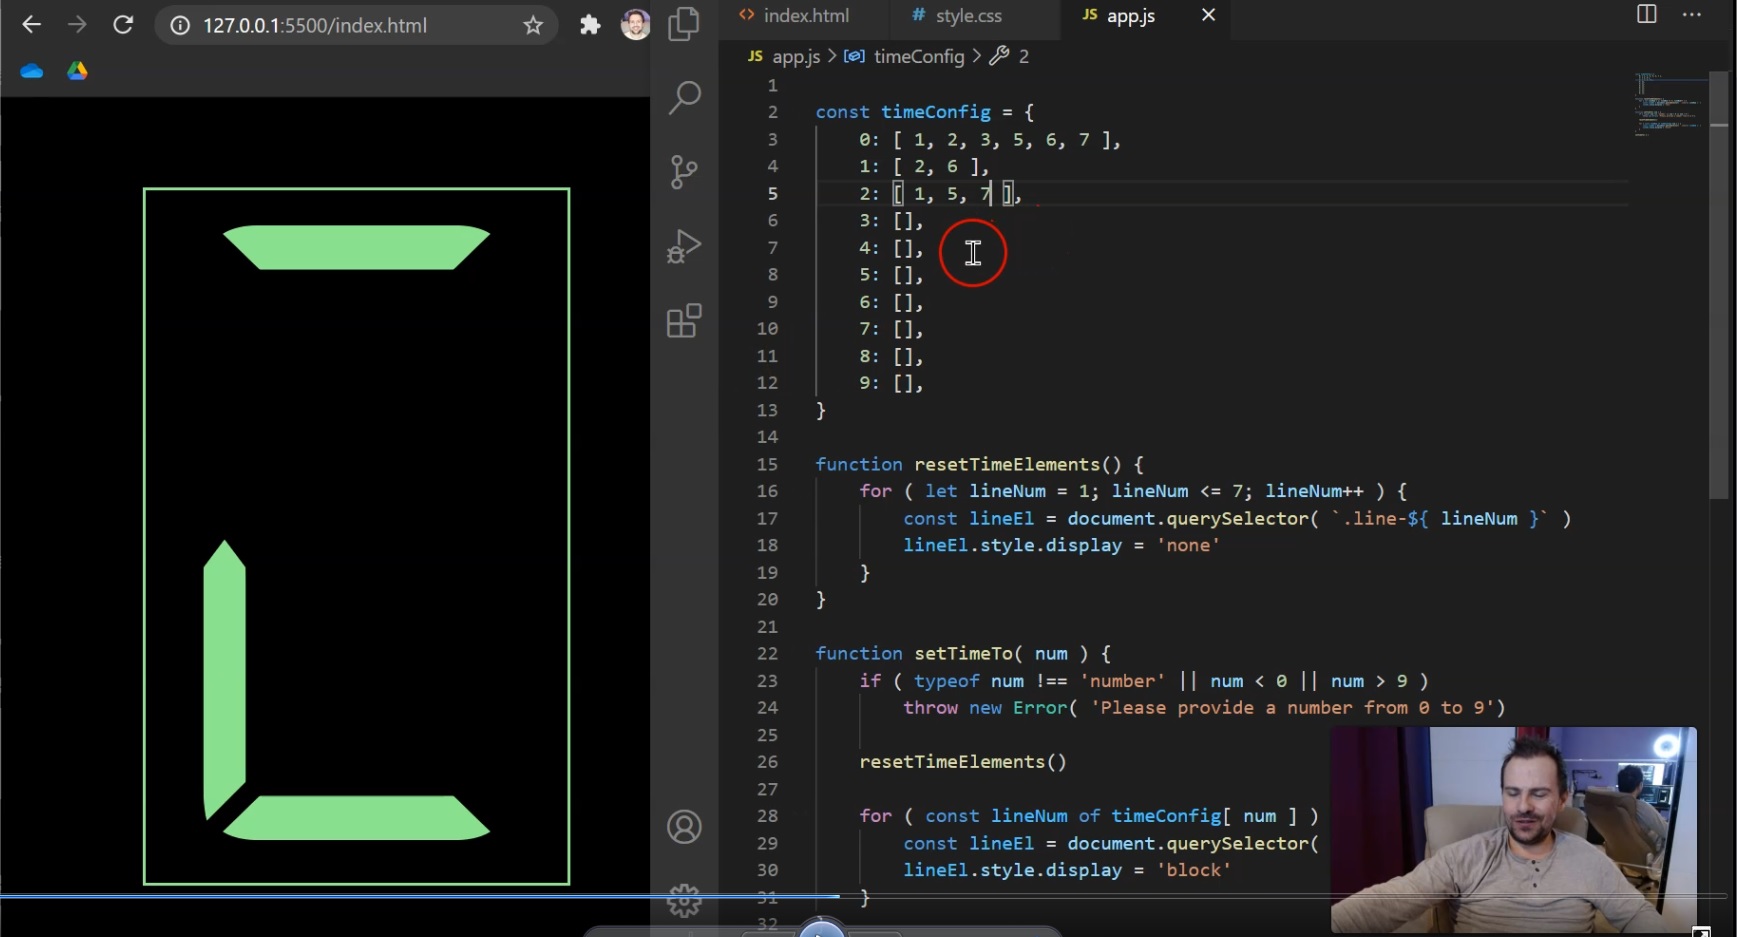 127.0.0.1:5500/index.html
<> index.html
# style.css
JS app.js ×
JS app.js > timeConfig > 2
1
2 const timeConfig = {
3 0: [ 1, 2, 3, 5, 6, 7 ],
4 1: [ 2, 6 ],
5 2: [ 1, 5, 7 ],
6 3: [],
7 4: [],
8 5: [],
9 6: [],
10 7: [],
11 8: [],
12 9: [],
13 }
14
15 function resetTimeElements() {
16 for ( let lineNum = 1; lineNum <= 7; lineNum++ ) {
17 const lineEl = document.querySelector( `.line-${ lineNum }` )
18 lineEl.style.display = 'none'
19 }
20 }
21
22 function setTimeTo( num ) {
23 if ( typeof num !== 'number' || num < 0 || num > 9 )
24 throw new Error( 'Please provide a number from 0 to 9')
25
26 resetTimeElements()
27
28 for ( const lineNum of timeConfig[ num ] )
29 const lineEl = document.querySelector(
30 lineEl.style.display = 'block'
31 }
32